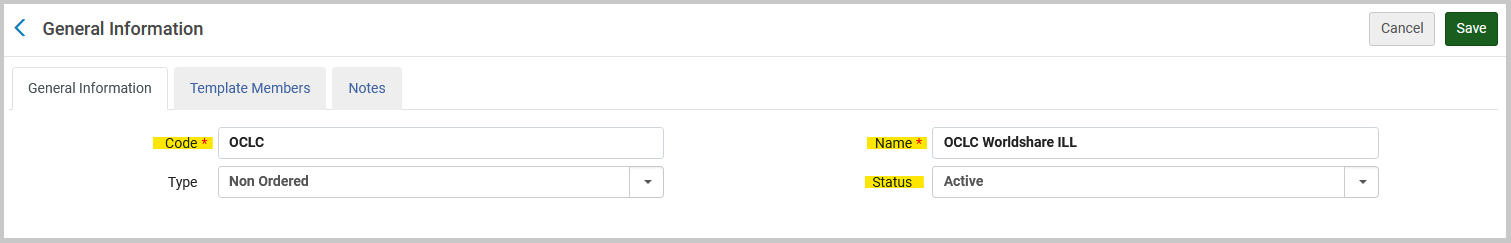 General Information
Cancel
Save
General Information
Template Members
Notes
Code *
OCLC
Name *
OCLC Worldshare ILL
Type
Non Ordered
Status
Active